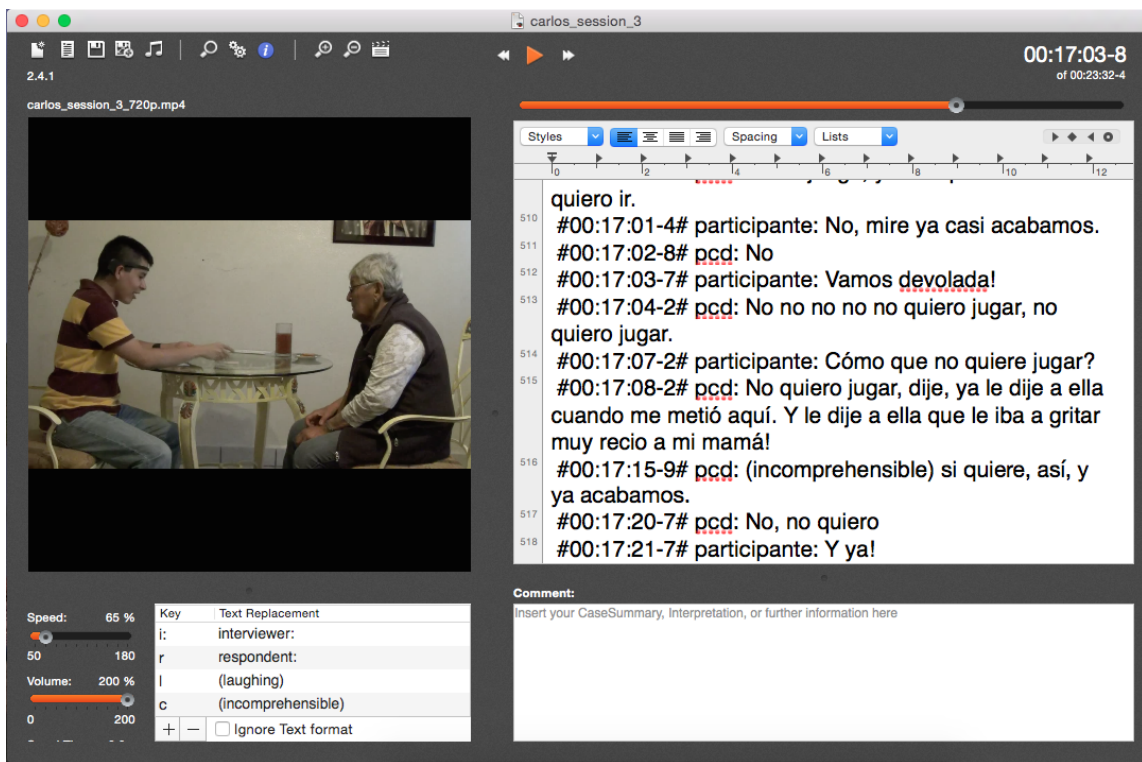 carlos_session_3
00:17:03-8
2.4.1
of 00:23:32-4
carlos_session_3_720p.mp4
Styles
Spacing
Lists
0 2 4 6 8 10 12
quiero ir.
510 #00:17:01-4# participante: No, mire ya casi acabamos.
511 #00:17:02-8# pcd: No
512 #00:17:03-7# participante: Vamos devolada!
513 #00:17:04-2# pcd: No no no no no quiero jugar, no
quiero jugar.
514 #00:17:07-2# participante: Cómo que no quiere jugar?
515 #00:17:08-2# pcd: No quiero jugar, dije, ya le dije a ella
cuando me metió aquí. Y le dije a ella que le iba a gritar
muy recio a mi mamá!
516 #00:17:15-9# pcd: (incomprehensible) si quiere, así, y
ya acabamos.
517 #00:17:20-7# pcd: No, no quiero
518 #00:17:21-7# participante: Y ya!
Speed: 65 %
50 180
Volume: 200 %
0 200
Key Text Replacement
i: interviewer:
r respondent:
l (laughing)
c (incomprehensible)
Ignore Text format
Comment:
Insert your CaseSummary, Interpretation, or further information here